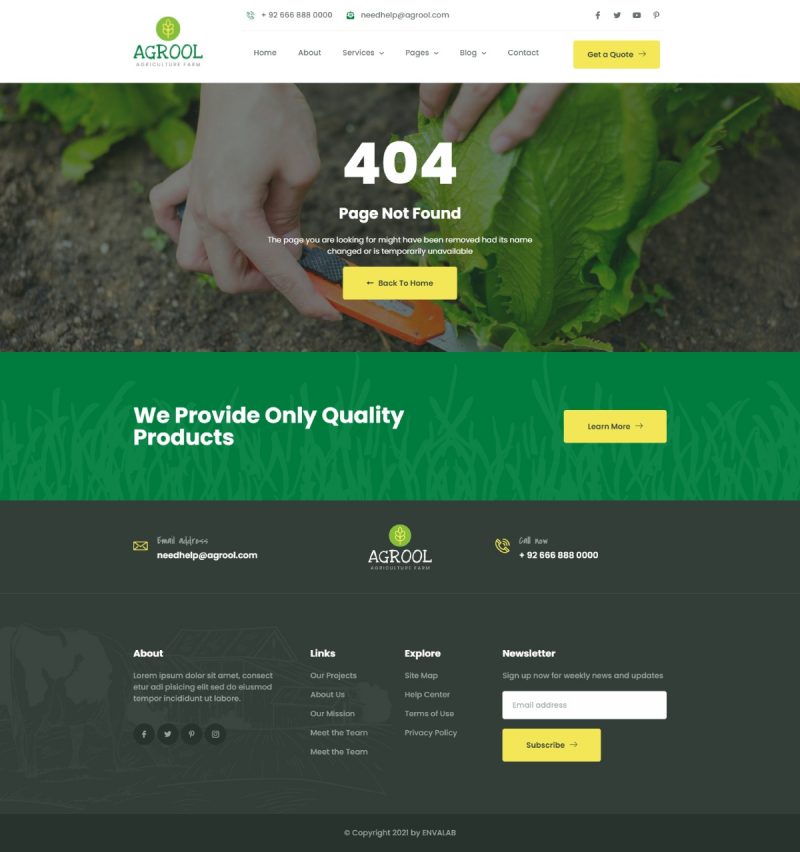 + 92 666 888 0000
needhelp@agrool.com
AGROOL
AGRICULTURE FARM
Home
About
Services
Pages
Blog
Contact
Get a Quote
404
Page Not Found
The page you are looking for might have been removed had its name
changed or is temporarily unavailable
Back To Home
We Provide Only Quality
Products
Learn More
Email address
needhelp@agrool.com
AGROOL
AGRICULTURE FARM
Call now
+ 92 666 888 0000
About
Lorem ipsum dolor sit amet, consect
etur adi pisicing elit sed do eiusmod
tempor incididunt ut labore.
Links
Our Projects
About Us
Our Mission
Meet the Team
Meet the Team
Explore
Site Map
Help Center
Terms of Use
Privacy Policy
Newsletter
Sign up now for weekly news and updates
Email address
Subscribe
© Copyright 2021 by ENVALAB